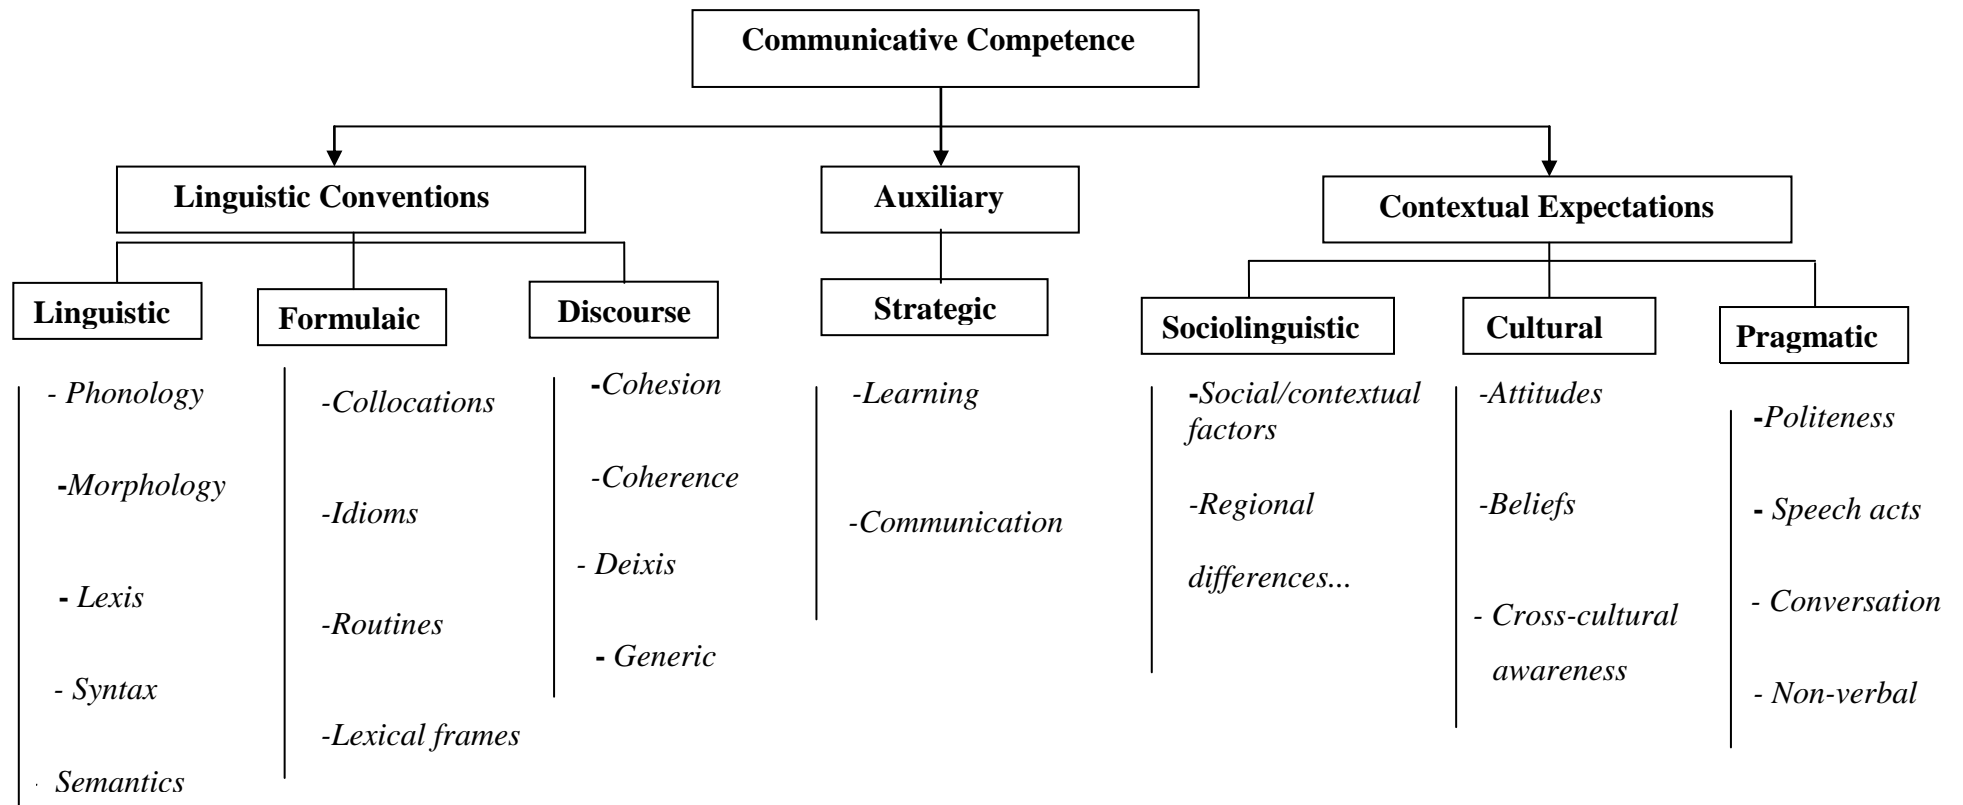 Communicative Competence
Linguistic Conventions
Auxiliary
Contextual Expectations
Linguistic
Formulaic
Discourse
Strategic
Sociolinguistic
Cultural
Pragmatic
- Phonology
-Morphology
- Lexis
- Syntax
- Semantics
-Collocations
-Idioms
-Routines
-Lexical frames
-Cohesion
-Coherence
- Deixis
- Generic
-Learning
-Communication
-Social/contextual
factors
-Regional
differences...
-Attitudes
-Beliefs
- Cross-cultural
awareness
-Politeness
- Speech acts
- Conversation
- Non-verbal